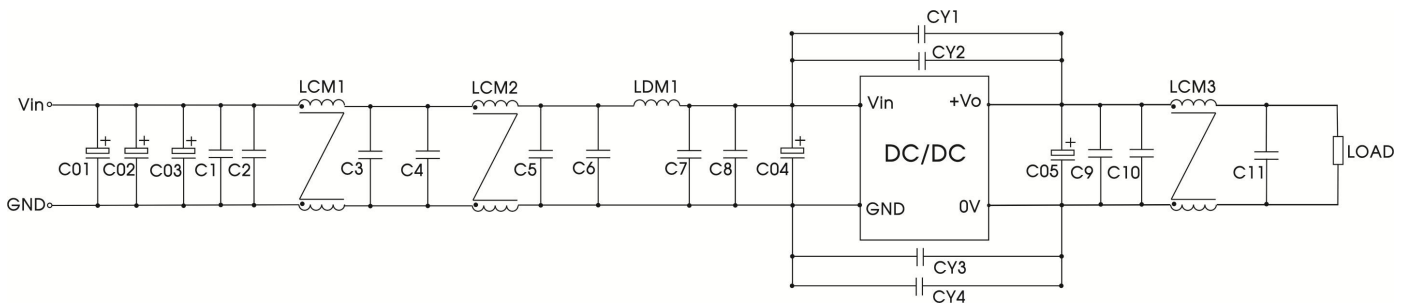 CY1
CY2
LCM1
LCM2
LDM1
LCM3
Vin
Vin
+Vo
+
+
+
+
+
DC/DC
C01
C02
C03
C1
C2
C3
C4
C5
C6
C7
C8
C04
C05
C9
C10
C11
LOAD
GND
GND
0V
CY3
CY4